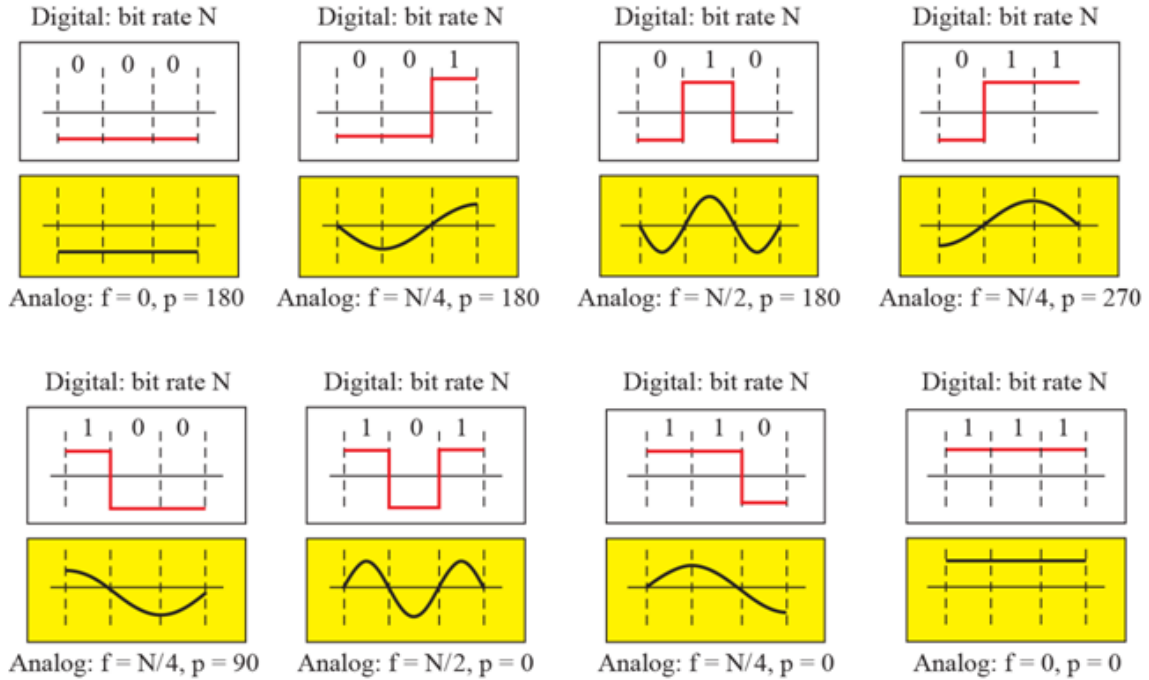 Digital: bit rate N
Digital: bit rate N
Digital: bit rate N
Digital: bit rate N
0 0 0
0 0 1
0 1 0
0 1 1
Analog: f = 0, p = 180
Analog: f = N/4, p = 180
Analog: f = N/2, p = 180
Analog: f = N/4, p = 270
Digital: bit rate N
Digital: bit rate N
Digital: bit rate N
Digital: bit rate N
1 0 0
1 0 1
1 1 0
1 1 1
Analog: f = N/4, p = 90
Analog: f = N/2, p = 0
Analog: f = N/4, p = 0
Analog: f = 0, p = 0